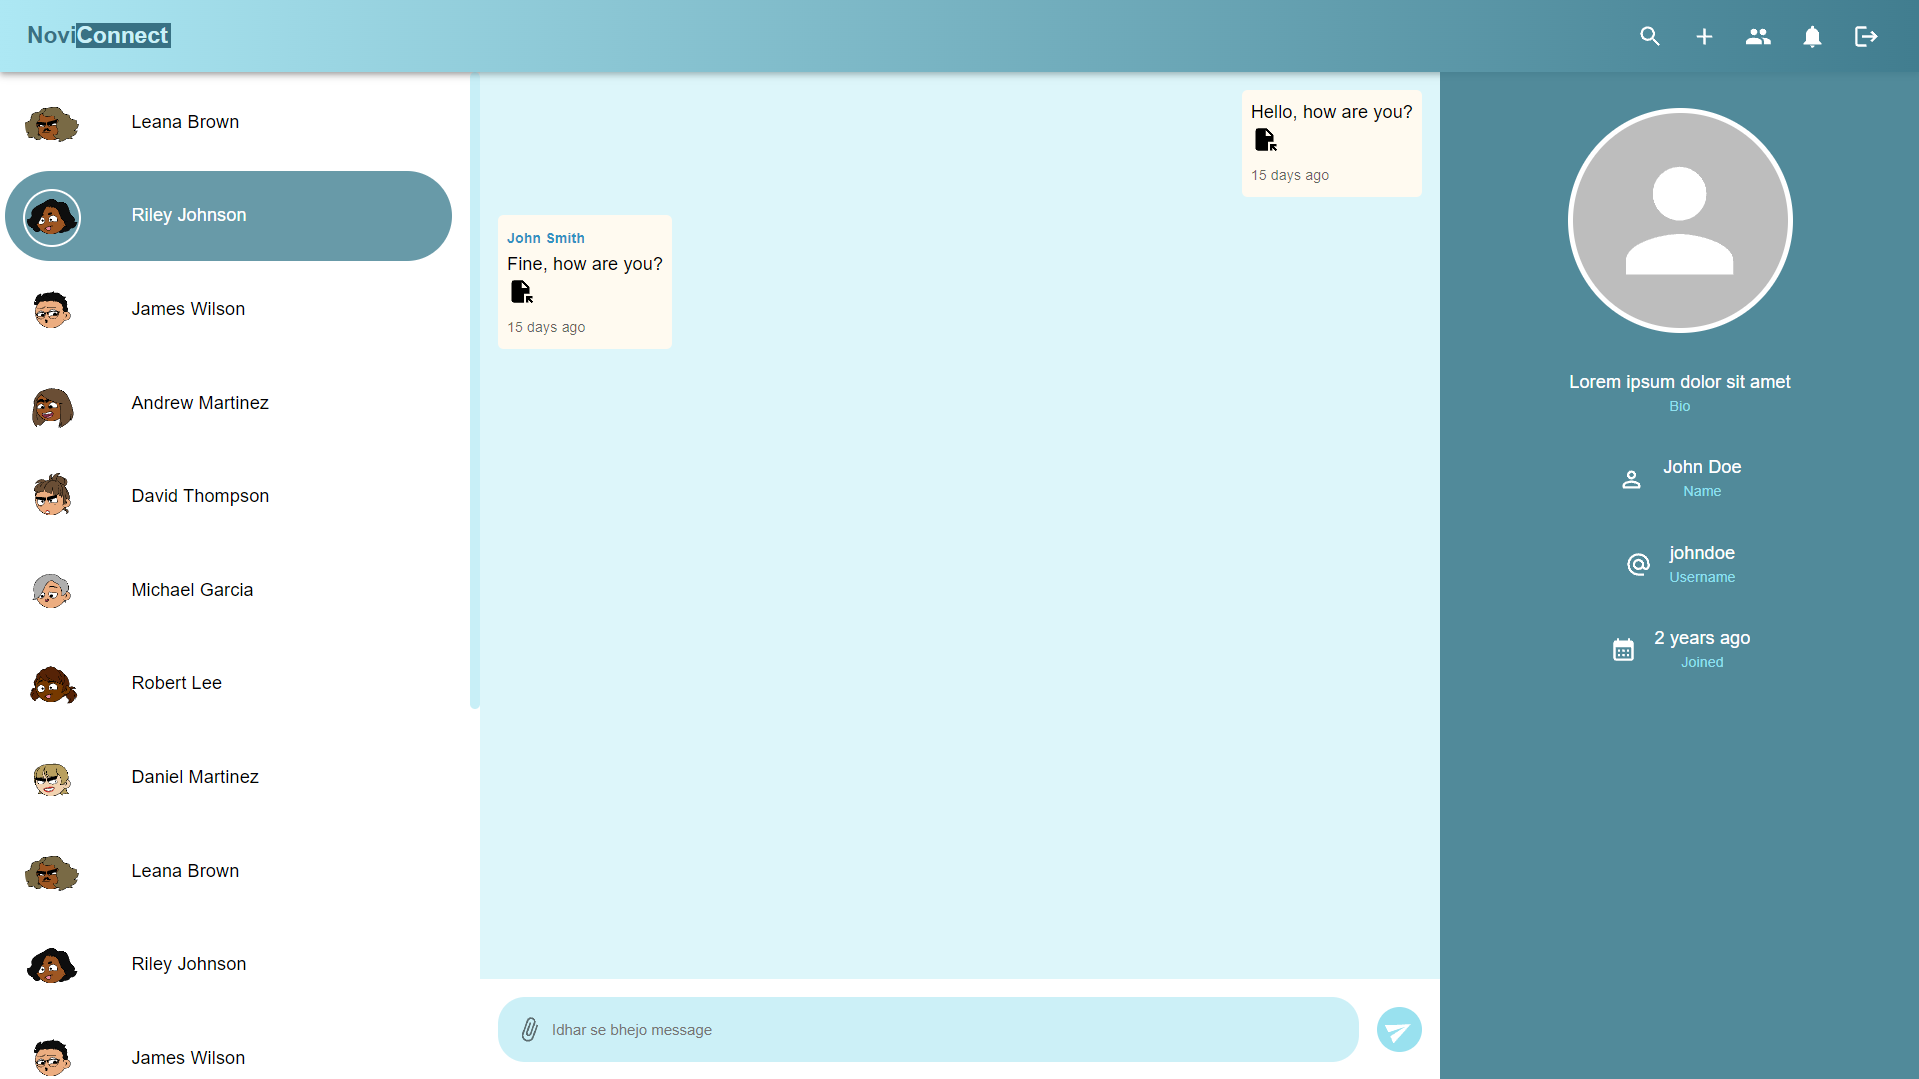 NoviConnect
Leana Brown
Riley Johnson
James Wilson
Andrew Martinez
David Thompson
Michael Garcia
Robert Lee
Daniel Martinez
Leana Brown
Riley Johnson
James Wilson
Hello, how are you?
15 days ago
John Smith
Fine, how are you?
15 days ago
Idhar se bhejo message
Lorem ipsum dolor sit amet
Bio
John Doe
Name
johndoe
Username
2 years ago
Joined